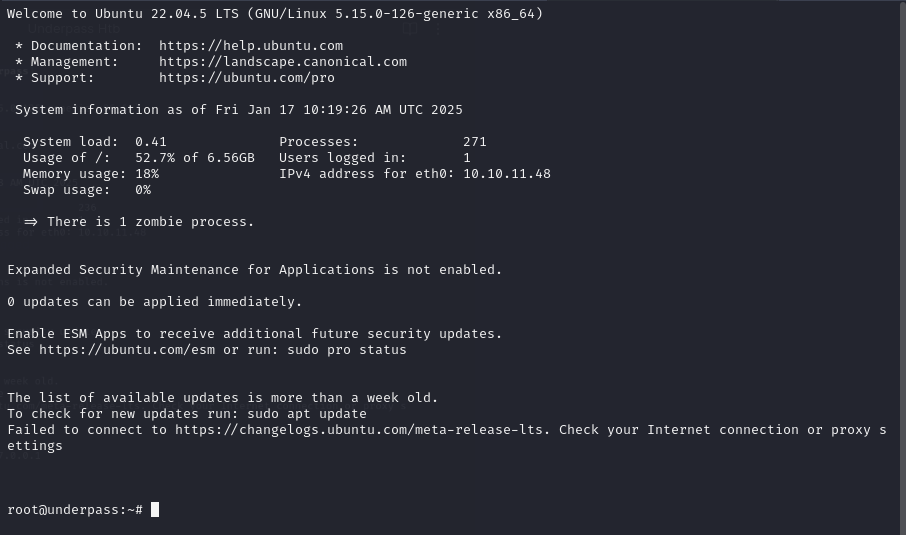 Welcome to Ubuntu 22.04.5 LTS (GNU/Linux 5.15.0-126-generic x86_64)
* Documentation: https://help.ubuntu.com
* Management: https://landscape.canonical.com
* Support: https://ubuntu.com/pro
System information as of Fri Jan 17 10:19:26 AM UTC 2025
System load: 0.41 Processes: 271
Usage of /: 52.7% of 6.56GB Users logged in: 1
Memory usage: 18% IPv4 address for eth0: 10.10.11.48
Swap usage: 0%
=> There is 1 zombie process.
Expanded Security Maintenance for Applications is not enabled.
0 updates can be applied immediately.
Enable ESM Apps to receive additional future security updates.
See https://ubuntu.com/esm or run: sudo pro status
The list of available updates is more than a week old.
To check for new updates run: sudo apt update
Failed to connect to https://changelogs.ubuntu.com/meta-release-lts. Check your Internet connection or proxy s
ettings
root@underpass:~#